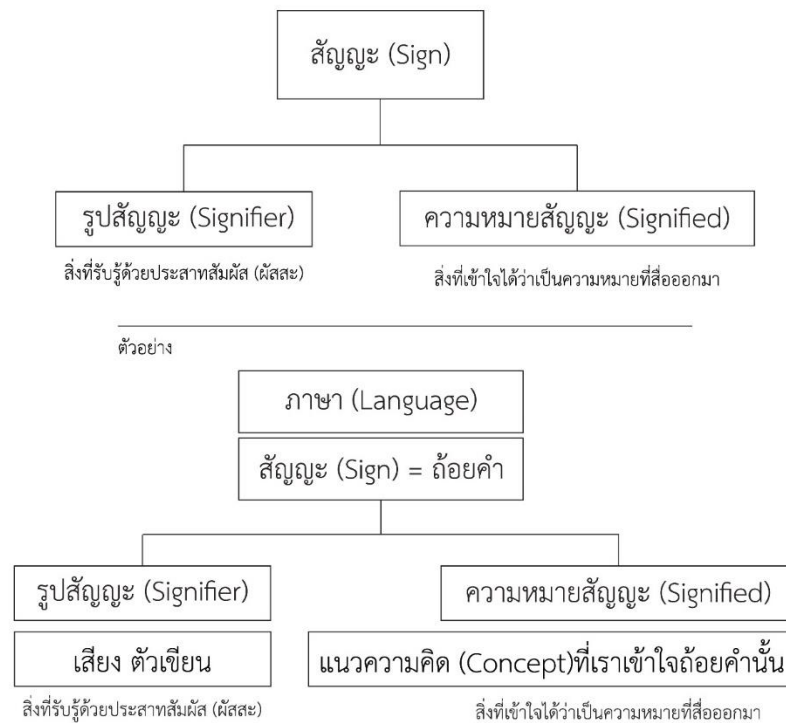 สัญญะ (Sign)
รูปสัญญะ (Signifier)
ความหมายสัญญะ (Signified)
สิ่งที่รับรู้ด้วยประสาทสัมผัส (ผัสสะ)
สิ่งที่เข้าใจได้ว่าเป็นความหมายที่สื่อออกมา
ตัวอย่าง
ภาษา (Language)
สัญญะ (Sign) = ถ้อยคำ
รูปสัญญะ (Signifier)
ความหมายสัญญะ (Signified)
เสียง ตัวเขียน
แนวความคิด (Concept)ที่เราเข้าใจถ้อยคำนั้น
สิ่งที่รับรู้ด้วยประสาทสัมผัส (ผัสสะ)
สิ่งที่เข้าใจได้ว่าเป็นความหมายที่สื่อออกมา